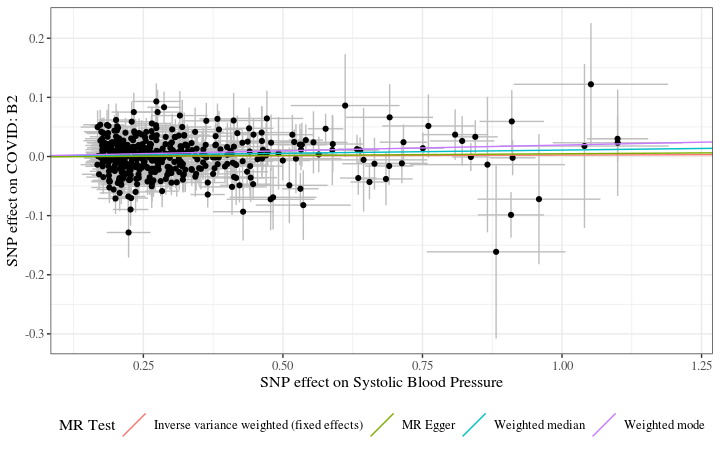 0.2
0.1
0.0
-0.1
-0.2
-0.3
SNP effect on COVID: B2
0.25 0.50 0.75 1.00 1.25
SNP effect on Systolic Blood Pressure
MR Test Inverse variance weighted (fixed effects) MR Egger Weighted median Weighted mode